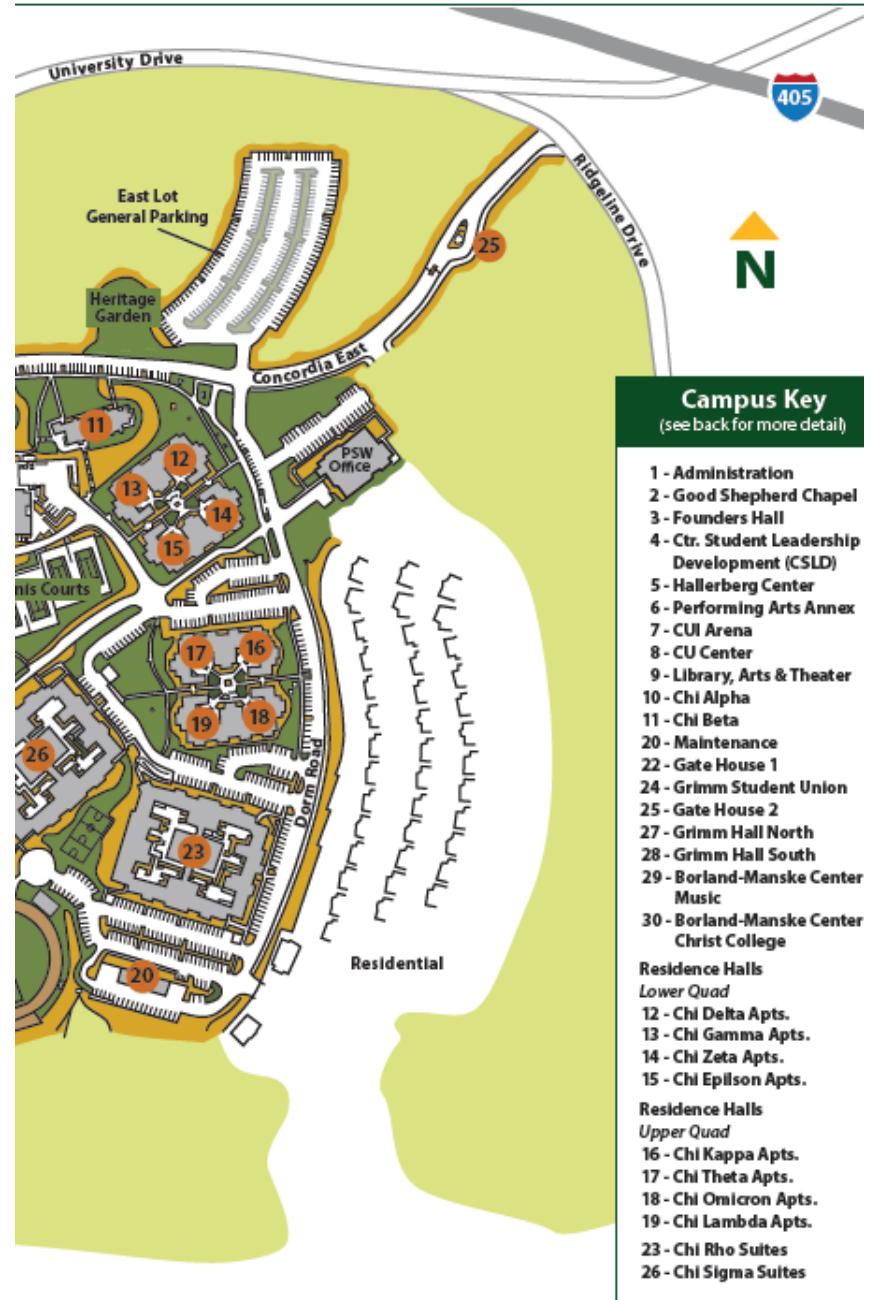 University Drive
405
Ridgeline Drive
East Lot
General Parking
25
N
Heritage
Garden
Concordia East
11
12
13
14
15
PSW
Office
nis Courts
17
16
19
18
26
Dorm Road
23
20
Residential
Campus Key
(see back for more detail)
1 - Administration
2 - Good Shepherd Chapel
3 - Founders Hall
4 - Ctr. Student Leadership
Development (CSLD)
5 - Hallerberg Center
6 - Performing Arts Annex
7 - CUI Arena
8 - CU Center
9 - Library, Arts & Theater
10 - Chi Alpha
11 - Chi Beta
20 - Maintenance
22 - Gate House 1
24 - Grimm Student Union
25 - Gate House 2
27 - Grimm Hall North
28 - Grimm Hall South
29 - Borland-Manske Center
Music
30 - Borland-Manske Center
Christ College
Residence Halls
Lower Quad
12 - Chi Delta Apts.
13 - Chi Gamma Apts.
14 - Chi Zeta Apts.
15 - Chi Epilson Apts.
Residence Halls
Upper Quad
16 - Chi Kappa Apts.
17 - Chi Theta Apts.
18 - Chi Omicron Apts.
19 - Chi Lambda Apts.
23 - Chi Rho Suites
26 - Chi Sigma Suites